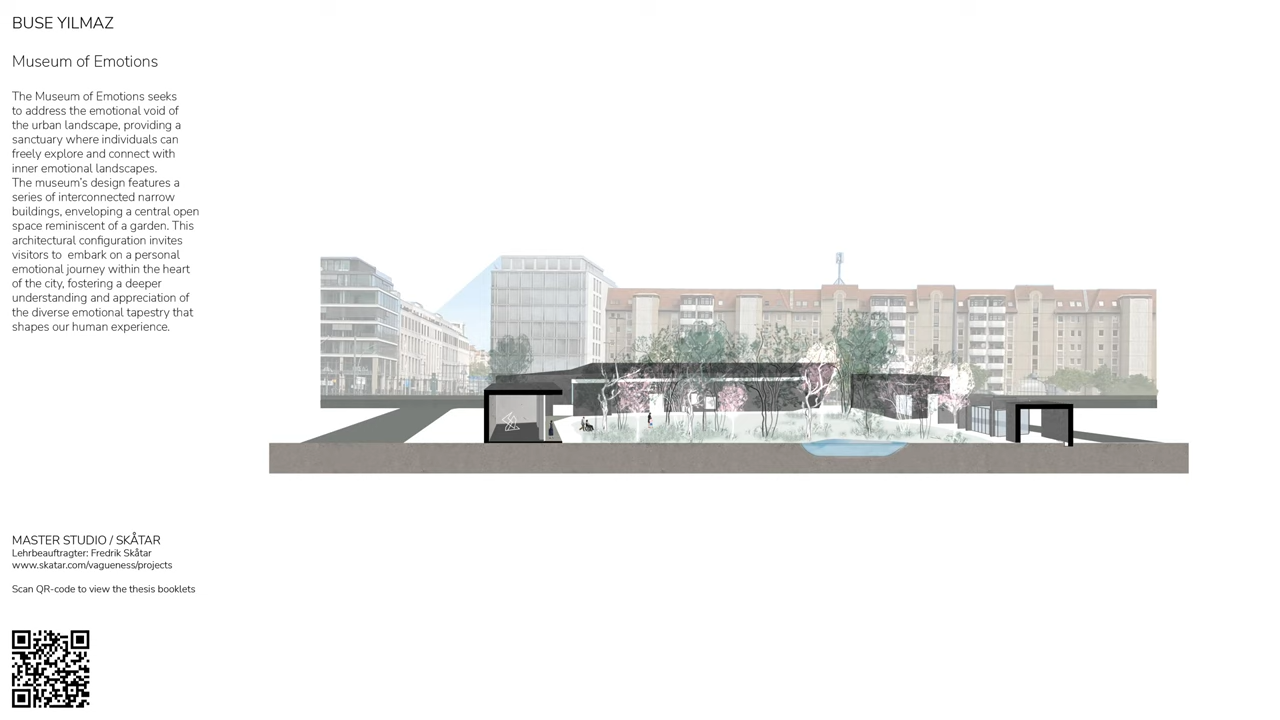 BUSE YILMAZ
Museum of Emotions
The Museum of Emotions seeks
to address the emotional void of
the urban landscape, providing a
sanctuary where individuals can
freely explore and connect with
inner emotional landscapes.
The museum's design features a
series of interconnected narrow
buildings, enveloping a central open
space reminiscent of a garden. This
architectural configuration invites
visitors to  embark on a personal
emotional journey within the heart
of the city, fostering a deeper
understanding and appreciation of
the diverse emotional tapestry that
shapes our human experience.
MASTER STUDIO / SKÅTAR
Lehrbeauftragter: Fredrik Skåtar
www.skatar.com/vagueness/projects
Scan QR-code to view the thesis booklets